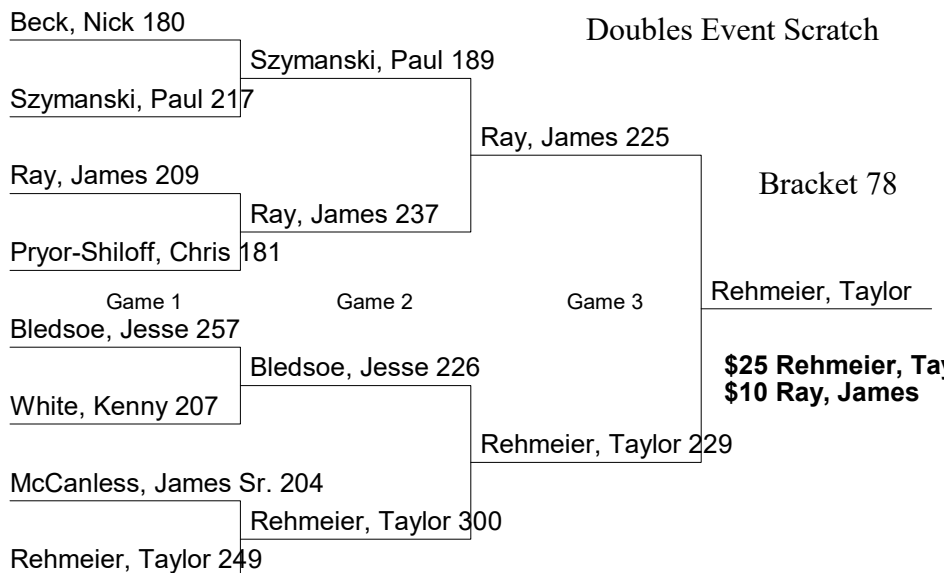 Doubles Event Scratch
Bracket 78
Beck, Nick 180
Szymanski, Paul 217
Ray, James 209
Pryor-Shiloff, Chris 181
Game 1
Bledsoe, Jesse 257
White, Kenny 207
McCanless, James Sr. 204
Rehmeier, Taylor 249
Szymanski, Paul 189
Ray, James 237
Game 2
Bledsoe, Jesse 226
Rehmeier, Taylor 300
Ray, James 225
Game 3
Rehmeier, Taylor 229
Rehmeier, Taylor
$25 Rehmeier, Tay
$10 Ray, James